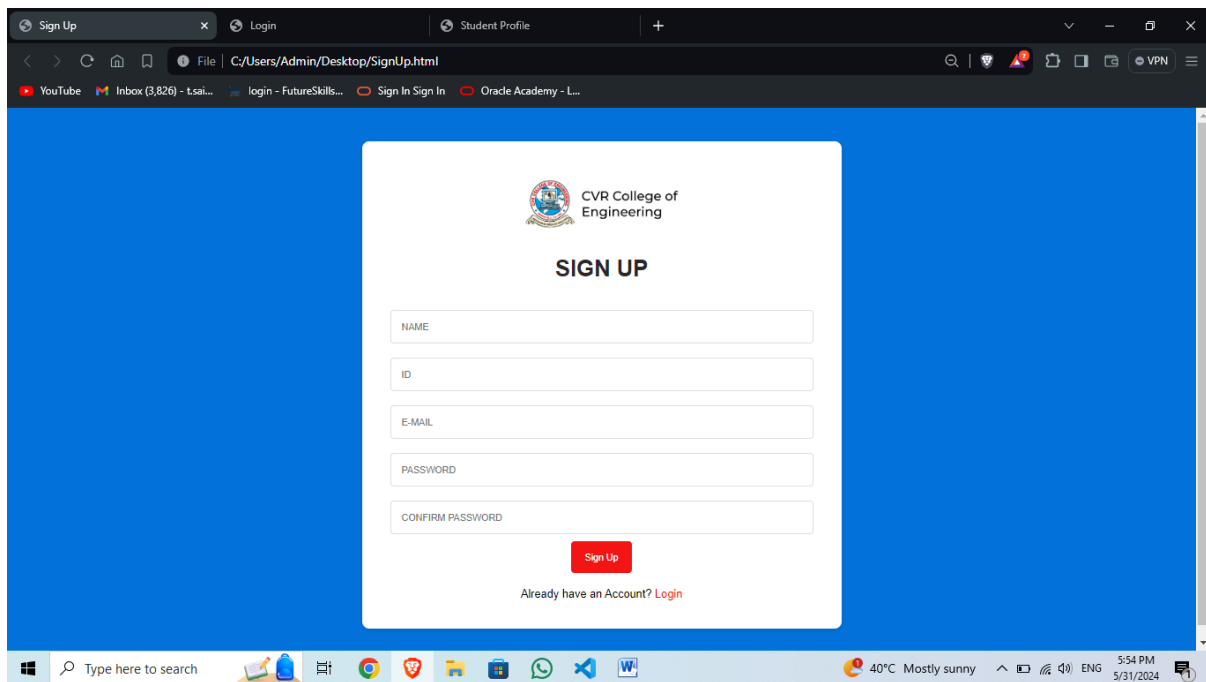 Sign Up
Login
Student Profile
File C:/Users/Admin/Desktop/SignUp.html
VPN
YouTube Inbox (3,826) - t.sai... login - FutureSkills... Sign In Sign In Oracle Academy - L...
CVR College of
Engineering
SIGN UP
NAME
ID
E-MAIL
PASSWORD
CONFIRM PASSWORD
Sign Up
Already have an Account? Login
Type here to search
40°C Mostly sunny
ENG
5:54 PM
5/31/2024